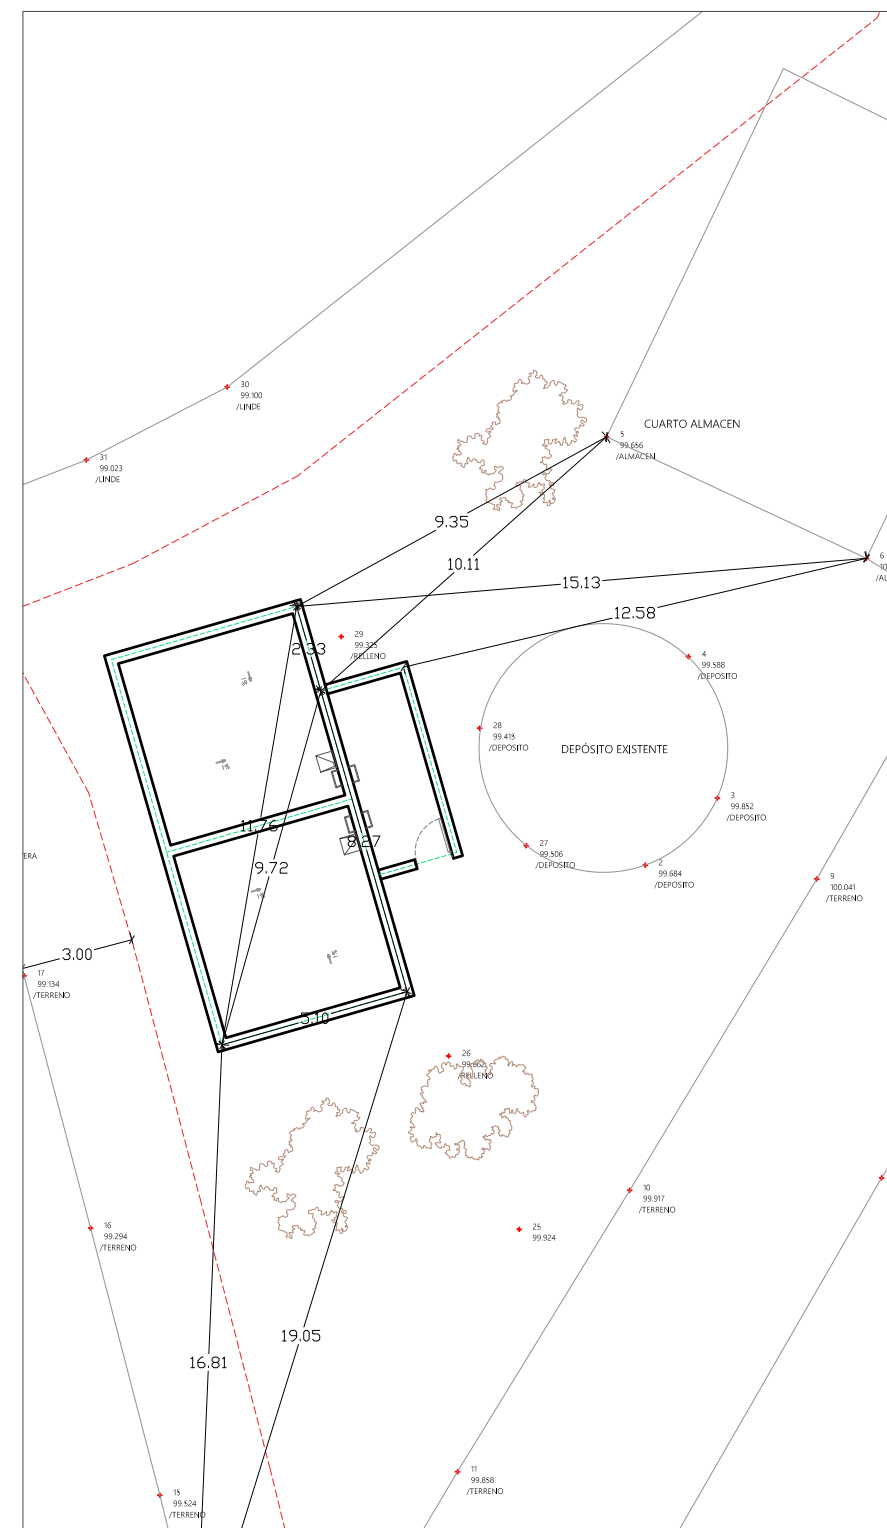 30
99.100
/LINDE
CUARTO ALMACEN
5
99.656
/ALMACEN
31
99.023
/LINDE
9.35
6
10
/AL
10.11
15.13
12.58
29
99.325
/RELLENO
2.33
4
99.588
/DEPOSITO
28
99.413
/DEPOSITO
DEPÓSITO EXISTENTE
3
99.852
/DEPOSITO
11.76
8.27
27
99.506
/DEPOSITO
ERA
9.72
2
99.684
/DEPOSITO
9
100.041
/TERRENO
3.00
17
99.134
/TERRENO
5.10
26
/RELLENO
10
99.917
/TERRENO
16
99.294
/TERRENO
25
99.924
19.05
16.81
11
99.858
/TERRENO
15
99.524
/TERRENO